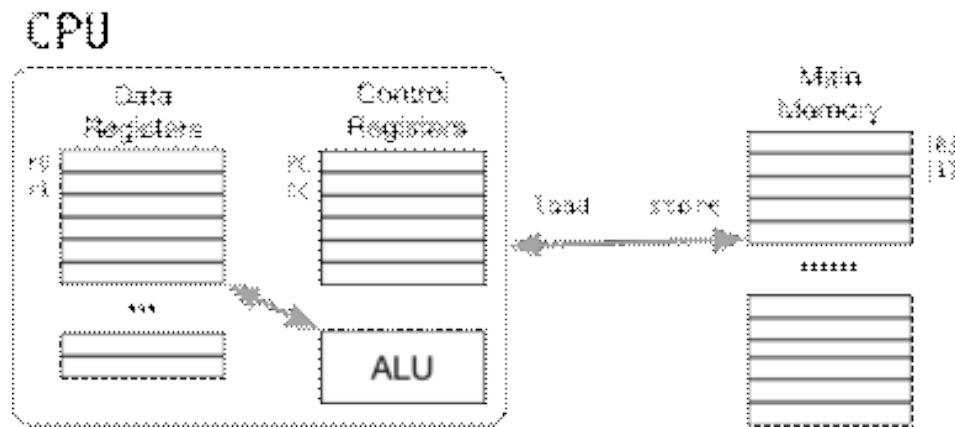 CPU
Data
Registers
Control
Registers
Main
Memory
load
store
ALU